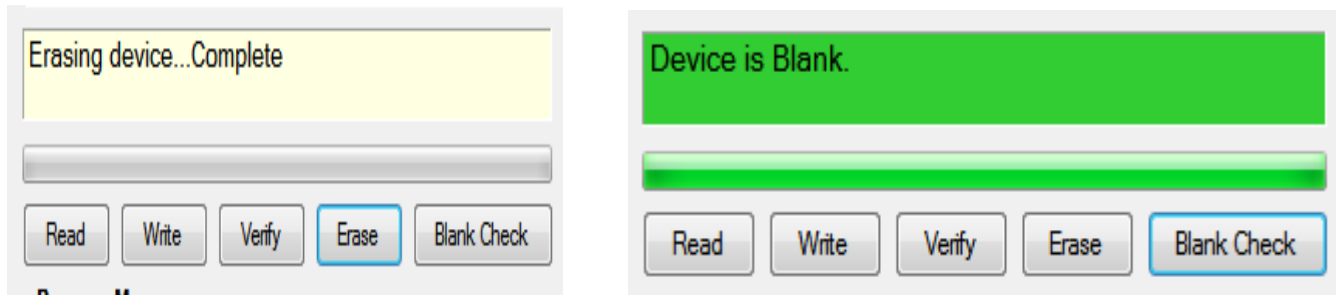 Erasing device...Complete
Read Write Verify Erase Blank Check
Device is Blank.
Read Write Verify Erase Blank Check